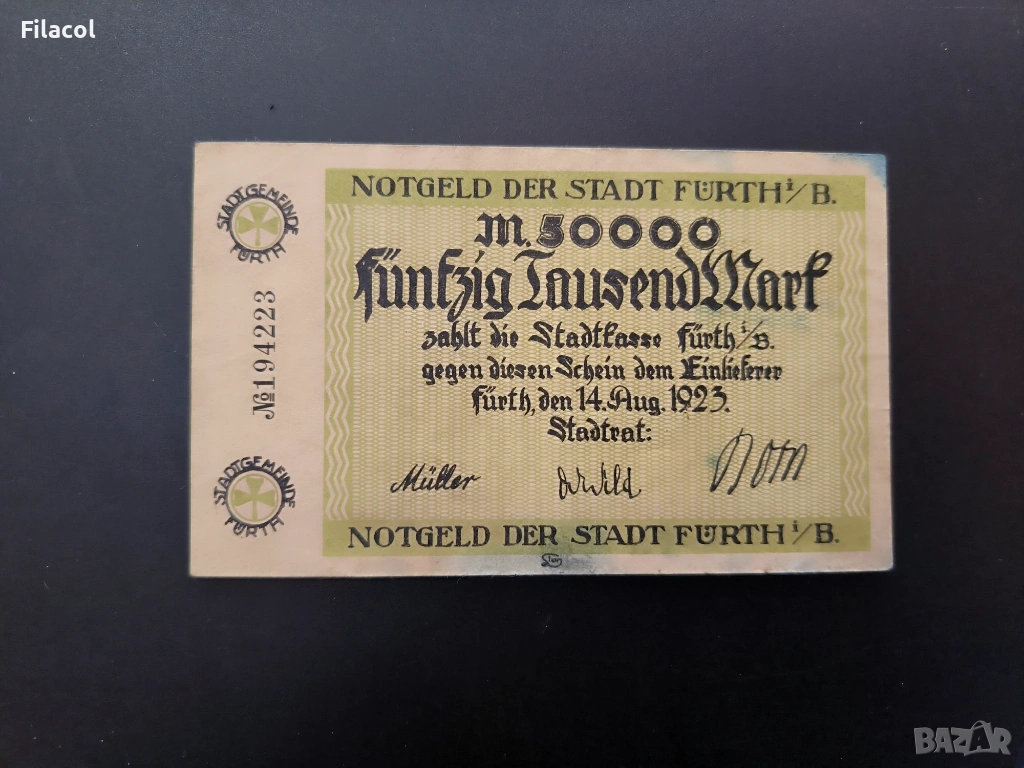 Filacol
NOTGELD DER STADT FÜRTH i/B.
M. 50000
Fünfzig Tausend Mark
zahlt die Stadtkasse Fürth i/B.
gegen diesen Schein dem Einlieferer
Fürth, den 14. Aug. 1923.
Stadtrat:
Müller
NOTGELD DER STADT FÜRTH i/B.
STADTGEMEINDE FÜRTH
№194223
STADTGEMEINDE FÜRTH
BAZAR